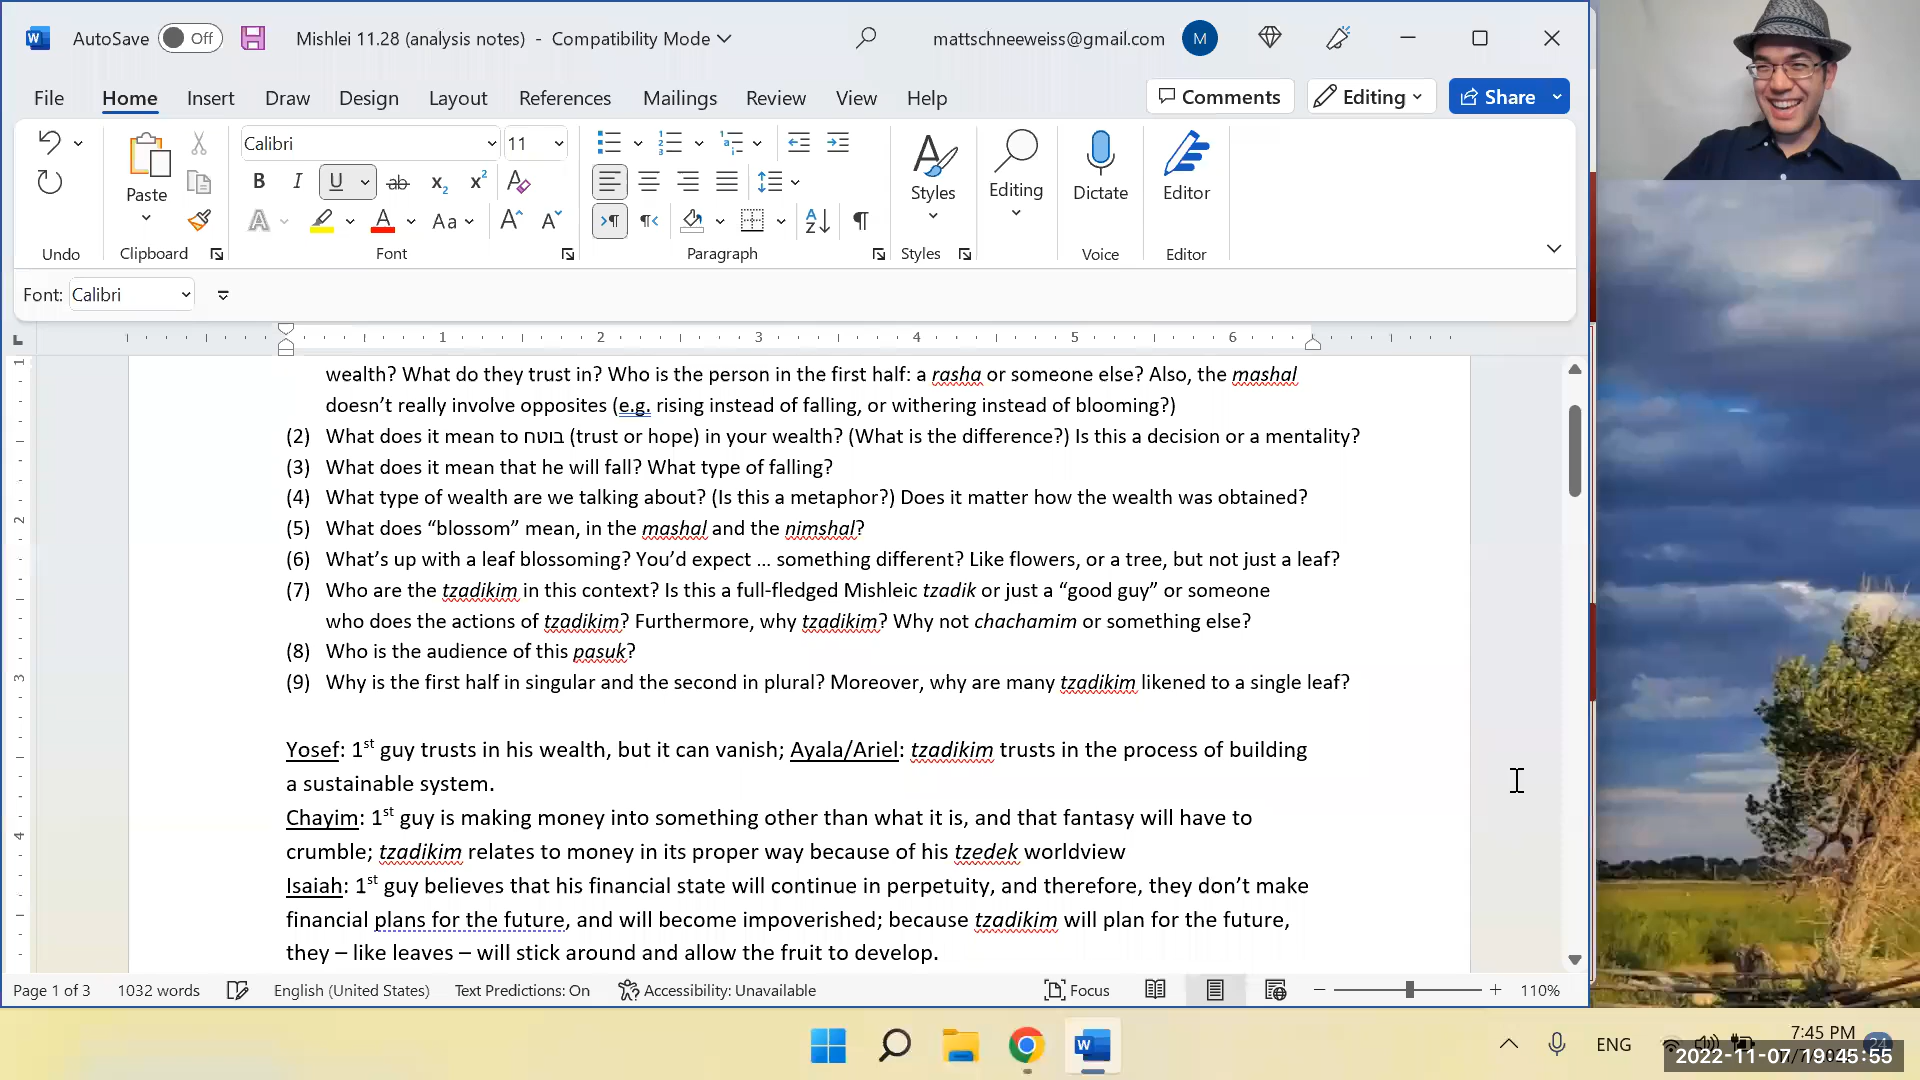 AutoSave Off Mishlei 11.28 (analysis notes) - Compatibility Mode mattschneeweiss@gmail.com M
File Home Insert Draw Design Layout References Mailings Review View Help Comments Editing Share
Calibri 11
Paste Styles Editing Dictate Editor
Undo Clipboard Font Paragraph Styles Voice Editor
Font: Calibri
1 2 3 4 5 6
wealth? What do they trust in? Who is the person in the first half: a rasha or someone else? Also, the mashal
doesn’t really involve opposites (e.g. rising instead of falling, or withering instead of blooming?)
(2) What does it mean to בוטח (trust or hope) in your wealth? (What is the difference?) Is this a decision or a mentality?
(3) What does it mean that he will fall? What type of falling?
(4) What type of wealth are we talking about? (Is this a metaphor?) Does it matter how the wealth was obtained?
(5) What does “blossom” mean, in the mashal and the nimshal?
(6) What’s up with a leaf blossoming? You’d expect … something different? Like flowers, or a tree, but not just a leaf?
(7) Who are the tzadikim in this context? Is this a full-fledged Mishleic tzadik or just a “good guy” or someone
who does the actions of tzadikim? Furthermore, why tzadikim? Why not chachamim or something else?
(8) Who is the audience of this pasuk?
(9) Why is the first half in singular and the second in plural? Moreover, why are many tzadikim likened to a single leaf?
Yosef: 1st guy trusts in his wealth, but it can vanish; Ayala/Ariel: tzadikim trusts in the process of building
a sustainable system.
Chayim: 1st guy is making money into something other than what it is, and that fantasy will have to
crumble; tzadikim relates to money in its proper way because of his tzedek worldview
Isaiah: 1st guy believes that his financial state will continue in perpetuity, and therefore, they don’t make
financial plans for the future, and will become impoverished; because tzadikim will plan for the future,
they – like leaves – will stick around and allow the fruit to develop.
Page 1 of 3 1032 words English (United States) Text Predictions: On Accessibility: Unavailable Focus 110%
ENG 7:45 PM
2022-11-07 19:45:55